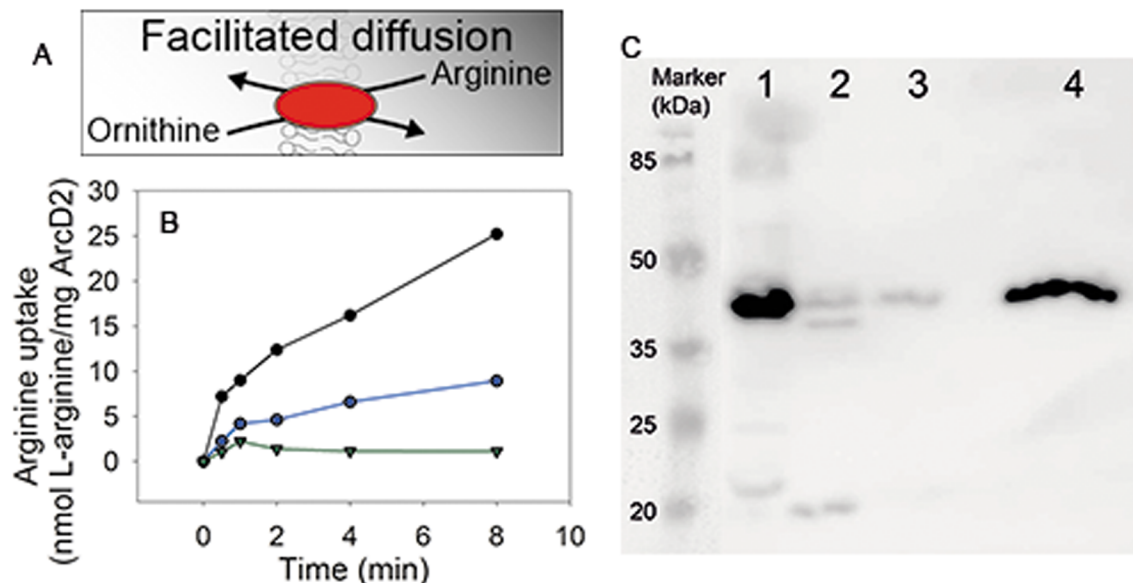 A
Facilitated diffusion
Arginine
Ornithine
B
Arginine uptake
(nmol L-arginine/mg ArcD2)
30
25
20
15
10
5
0
0 2 4 6 8 10
Time (min)
C
Marker
(kDa)
1 2 3 4
85
50
35
25
20